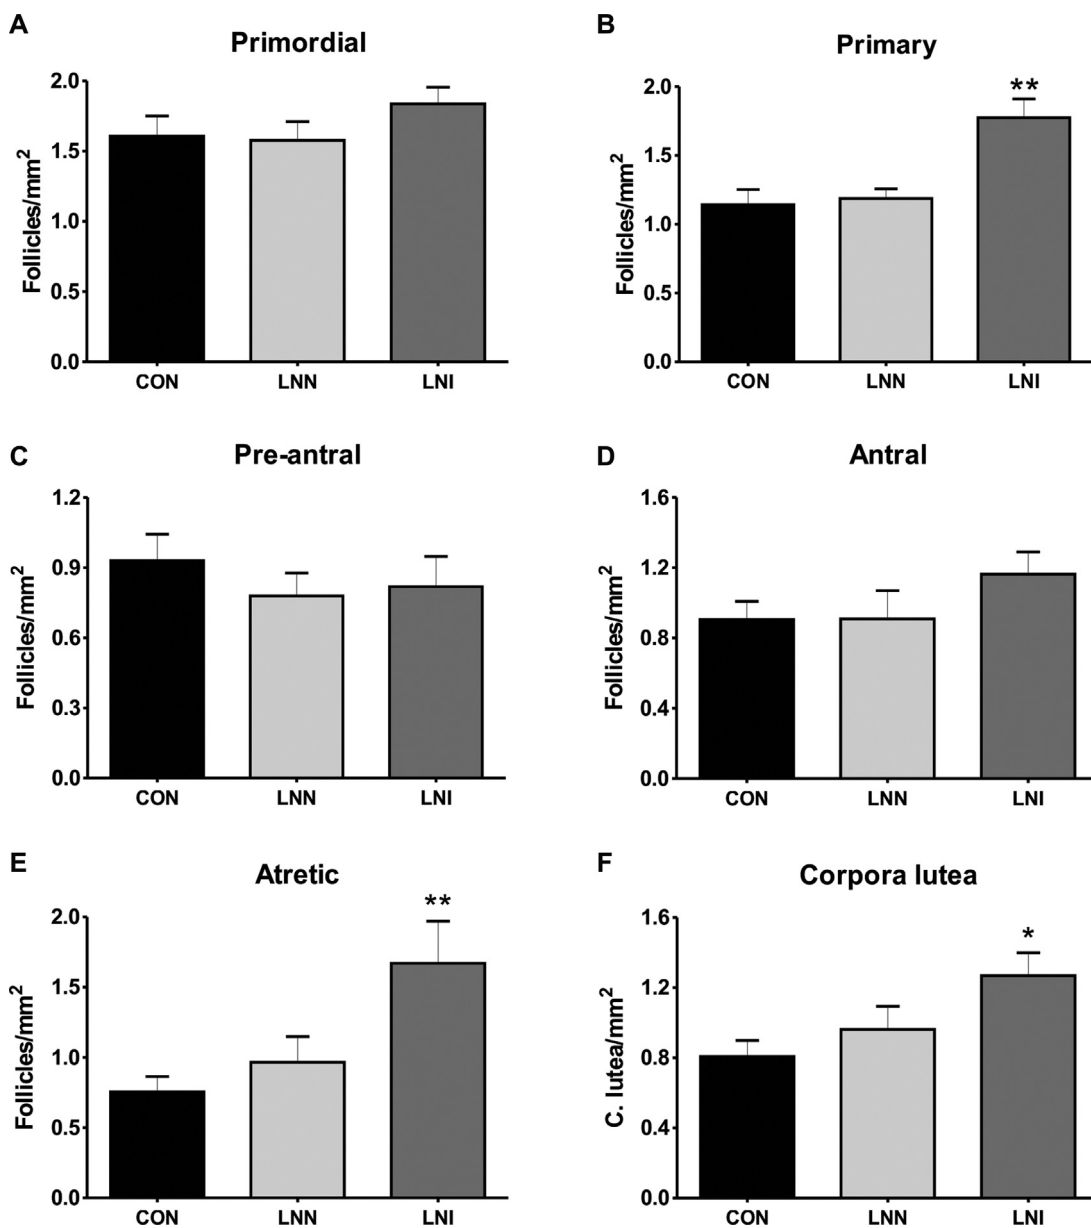 A
Primordial
Follicles/mm²
2.0
1.5
1.0
0.5
0.0
CON LNN LNI
B
Primary
Follicles/mm²
**
2.0
1.5
1.0
0.5
0.0
CON LNN LNI
C
Pre-antral
Follicles/mm²
1.2
0.9
0.6
0.3
0.0
CON LNN LNI
D
Antral
Follicles/mm²
1.6
1.2
0.8
0.4
0.0
CON LNN LNI
E
Atretic
Follicles/mm²
**
2.0
1.5
1.0
0.5
0.0
CON LNN LNI
F
Corpora lutea
C. lutea/mm²
*
1.6
1.2
0.8
0.4
0.0
CON LNN LNI